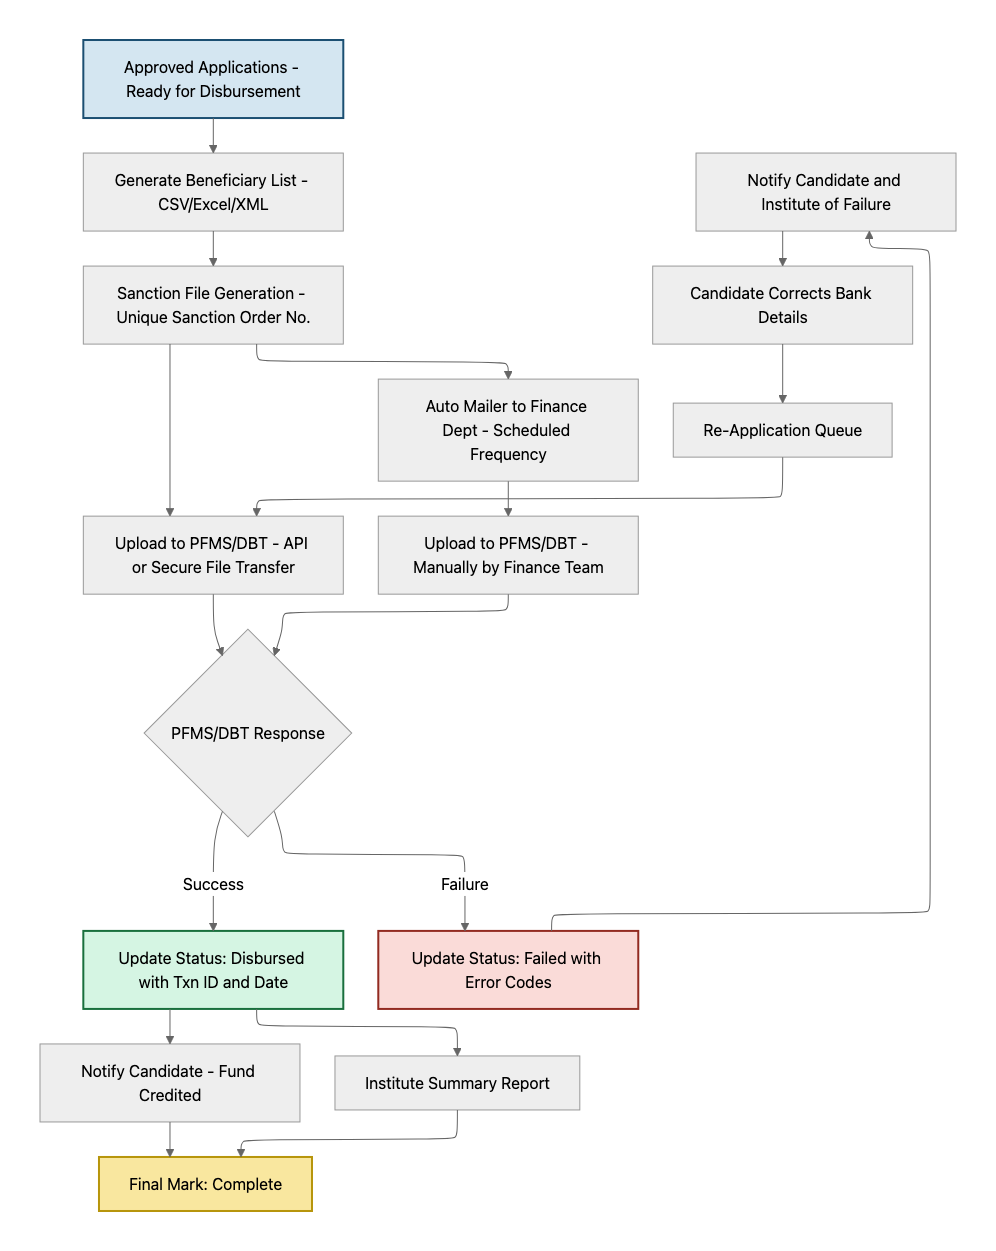 Approved Applications -
Ready for Disbursement
Generate Beneficiary List -
CSV/Excel/XML
Notify Candidate and
Institute of Failure
Sanction File Generation -
Unique Sanction Order No.
Candidate Corrects Bank
Details
Auto Mailer to Finance
Dept - Scheduled
Frequency
Re-Application Queue
Upload to PFMS/DBT - API
or Secure File Transfer
Upload to PFMS/DBT -
Manually by Finance Team
PFMS/DBT Response
Success
Failure
Update Status: Disbursed
with Txn ID and Date
Update Status: Failed with
Error Codes
Notify Candidate - Fund
Credited
Institute Summary Report
Final Mark: Complete